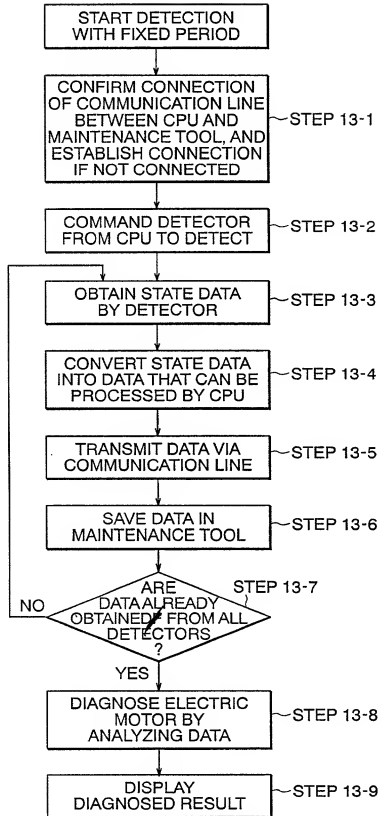 START DETECTION
WITH FIXED PERIOD
CONFIRM CONNECTION
OF COMMUNICATION LINE
BETWEEN CPU AND
MAINTENANCE TOOL, AND
ESTABLISH CONNECTION
IF NOT CONNECTED
STEP 13-1
COMMAND DETECTOR
FROM CPU TO DETECT
STEP 13-2
OBTAIN STATE DATA
BY DETECTOR
STEP 13-3
CONVERT STATE DATA
INTO DATA THAT CAN BE
PROCESSED BY CPU
STEP 13-4
TRANSMIT DATA VIA
COMMUNICATION LINE
STEP 13-5
SAVE DATA IN
MAINTENANCE TOOL
STEP 13-6
ARE
DATA ALREADY
OBTAINED FROM ALL
DETECTORS
?
STEP 13-7
NO
YES
DIAGNOSE ELECTRIC
MOTOR BY
ANALYZING DATA
STEP 13-8
DISPLAY
DIAGNOSED RESULT
STEP 13-9